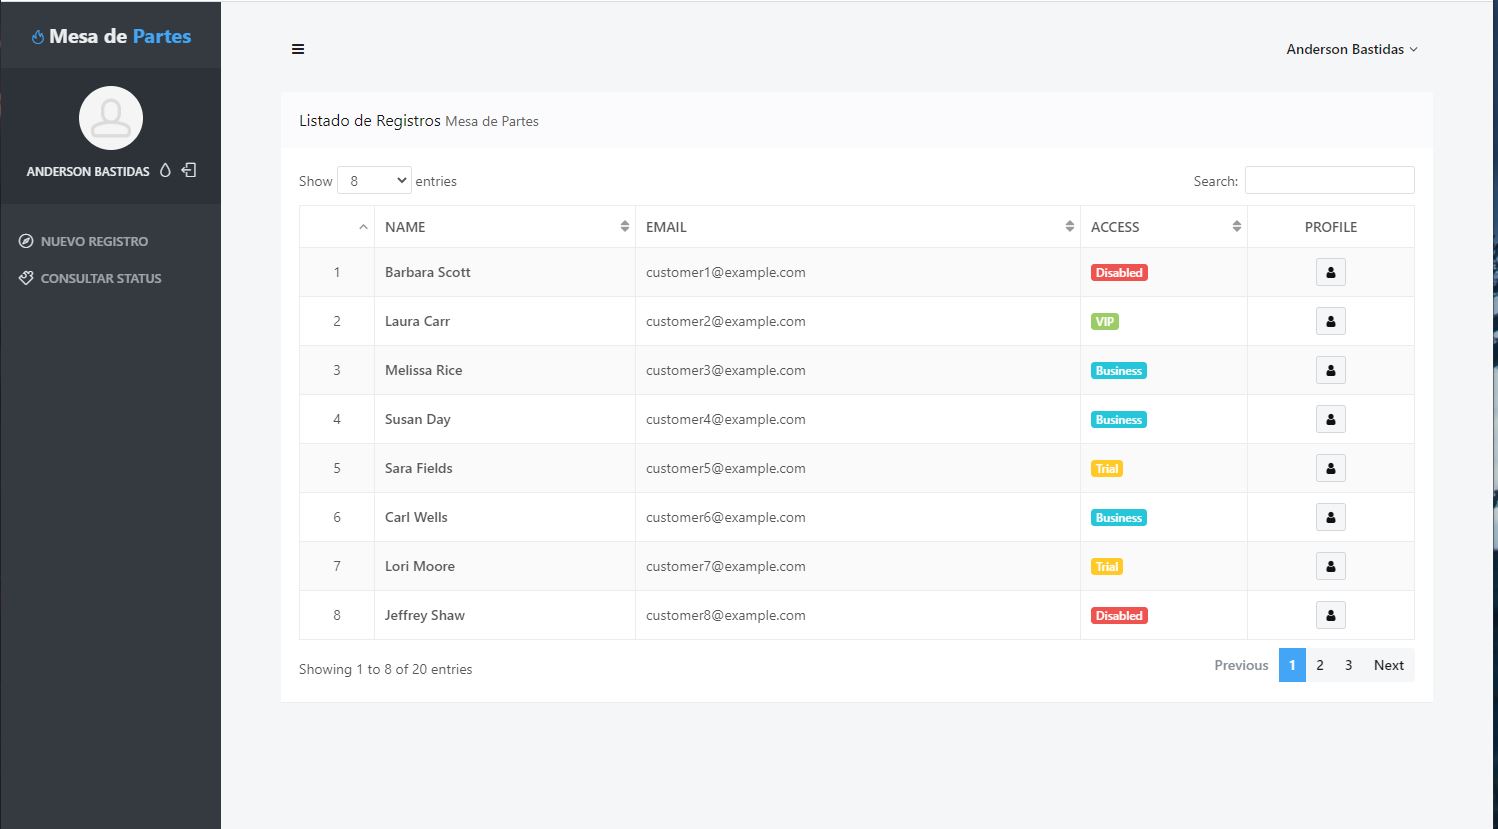 Mesa de Partes
Anderson Bastidas
ANDERSON BASTIDAS
NUEVO REGISTRO
CONSULTAR STATUS
Listado de Registros Mesa de Partes
Show 8 entries Search:
NAME EMAIL ACCESS PROFILE
1 Barbara Scott customer1@example.com Disabled
2 Laura Carr customer2@example.com VIP
3 Melissa Rice customer3@example.com Business
4 Susan Day customer4@example.com Business
5 Sara Fields customer5@example.com Trial
6 Carl Wells customer6@example.com Business
7 Lori Moore customer7@example.com Trial
8 Jeffrey Shaw customer8@example.com Disabled
Showing 1 to 8 of 20 entries Previous 1 2 3 Next